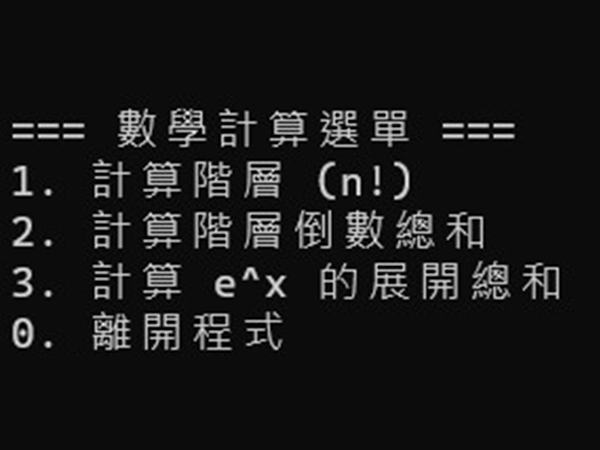 === 數學計算選單 ===
1. 計算階層 (n!)
2. 計算階層倒數總和
3. 計算 e^x 的展開總和
0. 離開程式